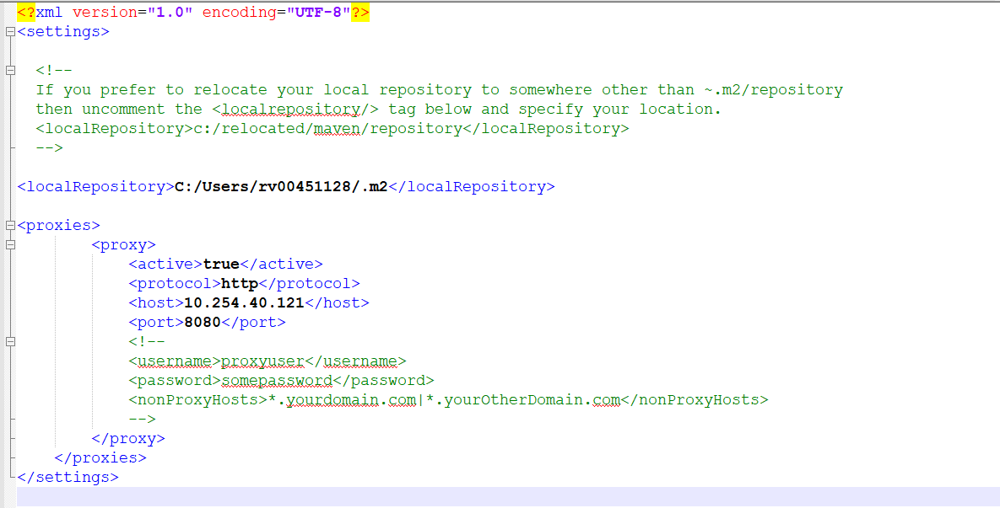 <?xml version="1.0" encoding="UTF-8"?>
<settings>
<!--
If you prefer to relocate your local repository to somewhere other than ~.m2/repository
then uncomment the <localrepository/> tag below and specify your location.
<localRepository>c:/relocated/maven/repository</localRepository>
-->
<localRepository>C:/Users/rv00451128/.m2</localRepository>
<proxies>
<proxy>
<active>true</active>
<protocol>http</protocol>
<host>10.254.40.121</host>
<port>8080</port>
<!--
<username>proxyuser</username>
<password>somepassword</password>
<nonProxyHosts>*.yourdomain.com|*.yourOtherDomain.com</nonProxyHosts>
-->
</proxy>
</proxies>
</settings>